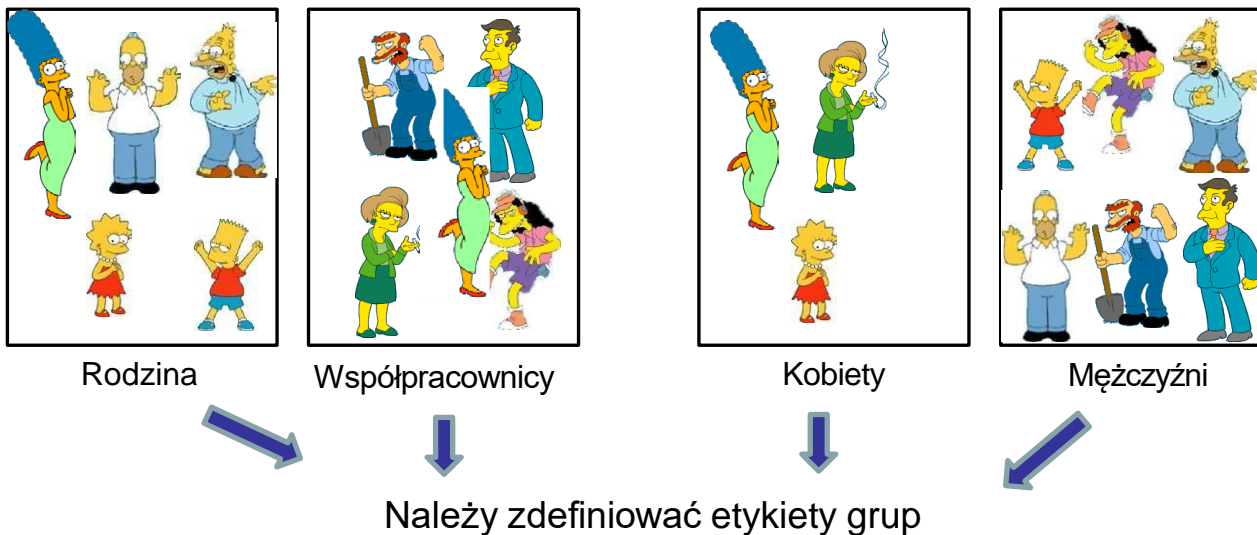 Rodzina
Współpracownicy
Kobiety
Mężczyźni
Należy zdefiniować etykiety grup